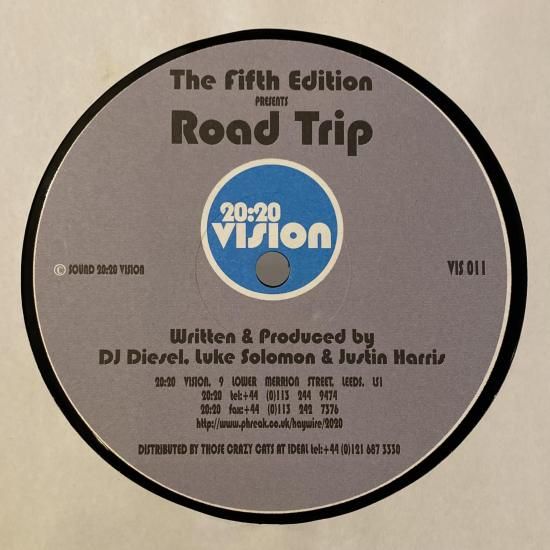 The Fifth Edition
PRESENTS
Road Trip
20:20
vision
© SOUND 20:20 VISION
VIS 011
Written & Produced by
DJ Diesel, Luke Solomon & Justin Harris
20:20 VISION, 9 LOWER MERRION STREET, LEEDS, LS1
20:20 tel:+44 (0)113 244 9474
20:20 fax:+44 (0)113 242 7376
http://www.phreak.co.uk/haywire/2020
DISTRIBUTED BY THOSE CRAZY CATS AT IDEAL tel:+44 (0)121 687 3330